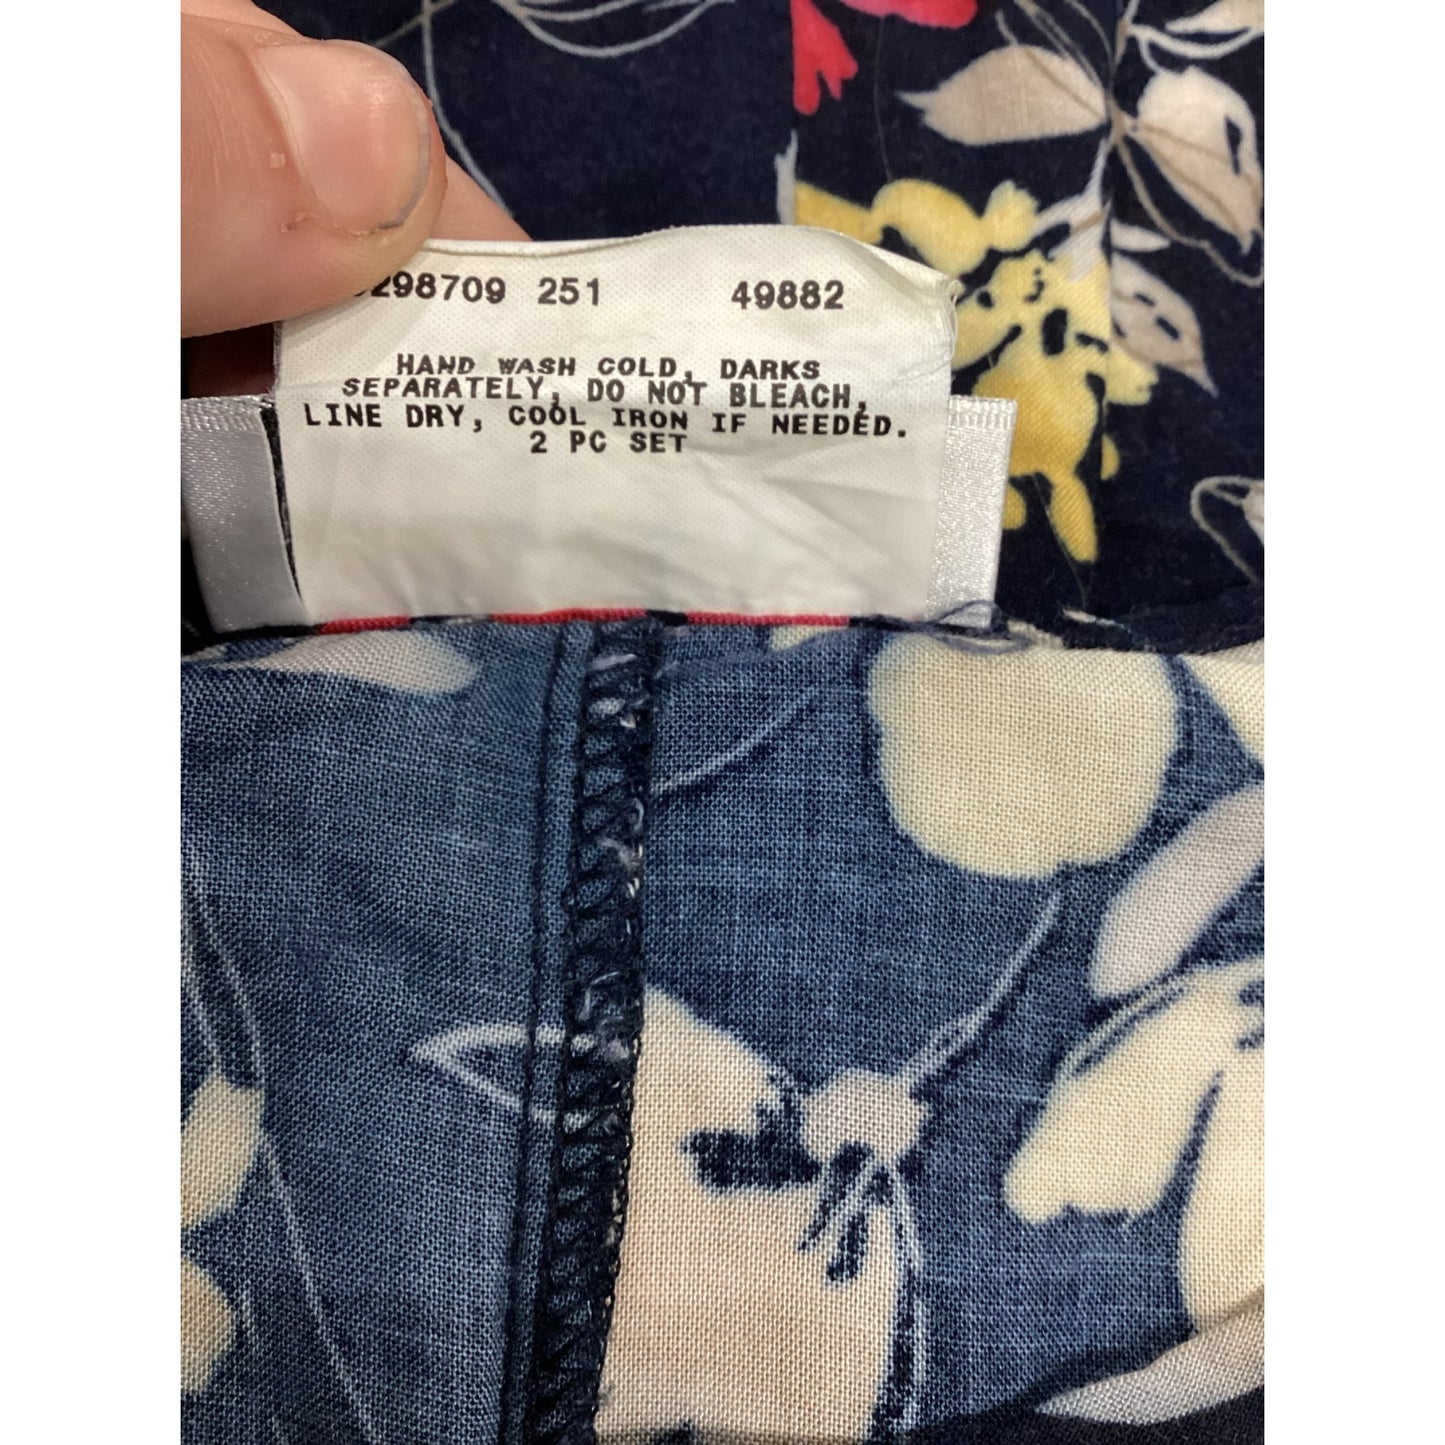 298709 251 49882
HAND WASH COLD, DARKS
SEPARATELY, DO NOT BLEACH,
LINE DRY, COOL IRON IF NEEDED.
2 PC SET